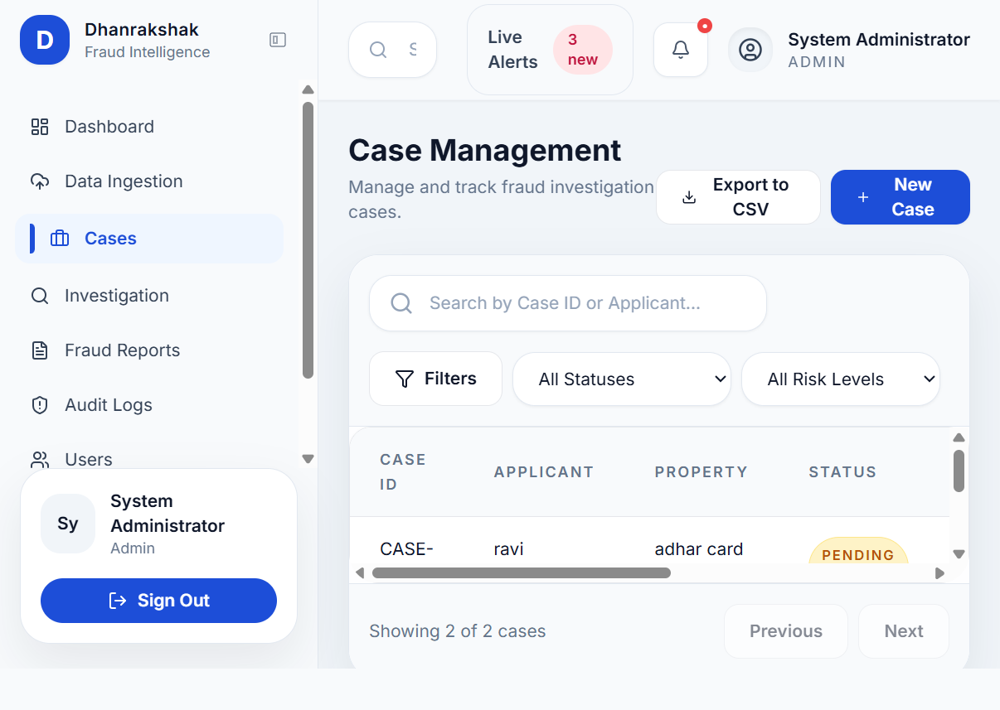 D
Dhanrakshak
Fraud Intelligence
Dashboard
Data Ingestion
Cases
Investigation
Fraud Reports
Audit Logs
Users
Sy
System
Administrator
Admin
Sign Out
S
Live
Alerts
3
new
System Administrator
ADMIN
Case Management
Manage and track fraud investigation
cases.
Export to
CSV
New
Case
Search by Case ID or Applicant...
Filters
All Statuses
All Risk Levels
CASE
ID
APPLICANT
PROPERTY
STATUS
CASE-
ravi
adhar card
PENDING
Showing 2 of 2 cases
Previous
Next